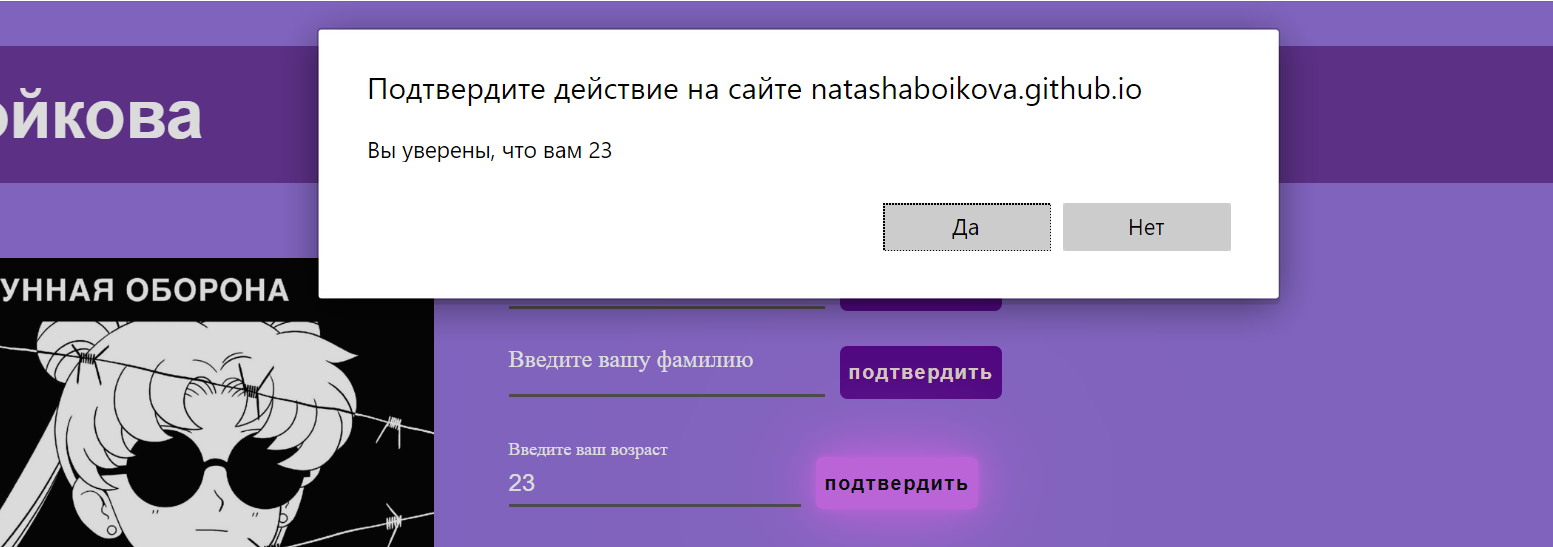 Подтвердите действие на сайте natashaboikova.github.io
Вы уверены, что вам 23
Да
Нет
ойкова
УННАЯ ОБОРОНА
Введите вашу фамилию
подтвердить
Введите ваш возраст
23
подтвердить